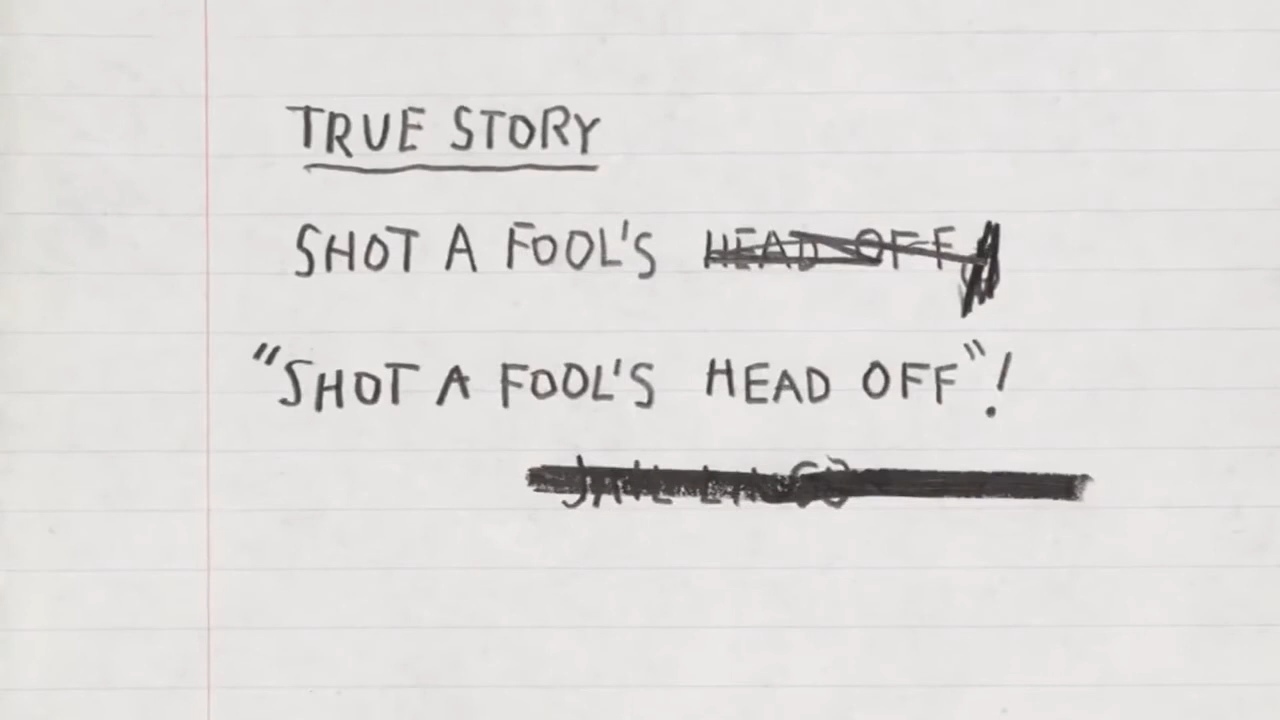 TRUE STORY
SHOT A FOOL'S HEAD OFF
"SHOT A FOOL'S HEAD OFF"!